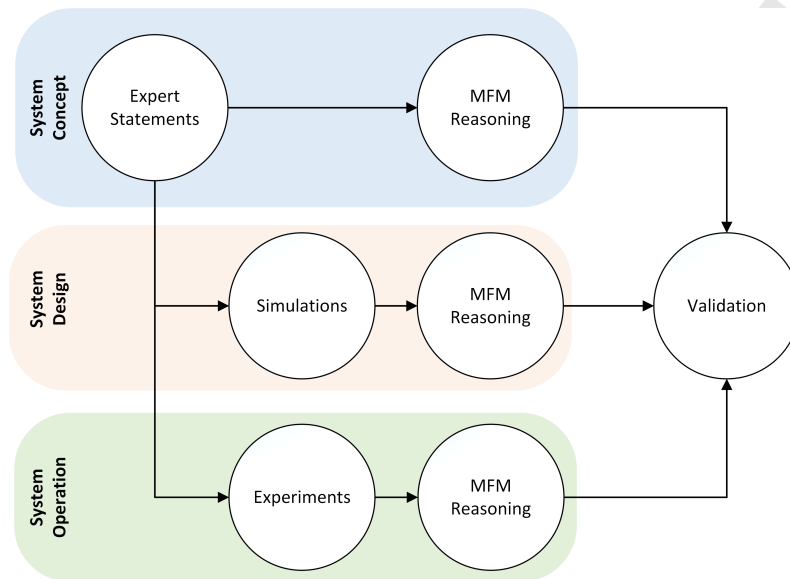 System
Concept
Expert
Statements
MFM
Reasoning
System
Design
Simulations
MFM
Reasoning
Validation
System
Operation
Experiments
MFM
Reasoning